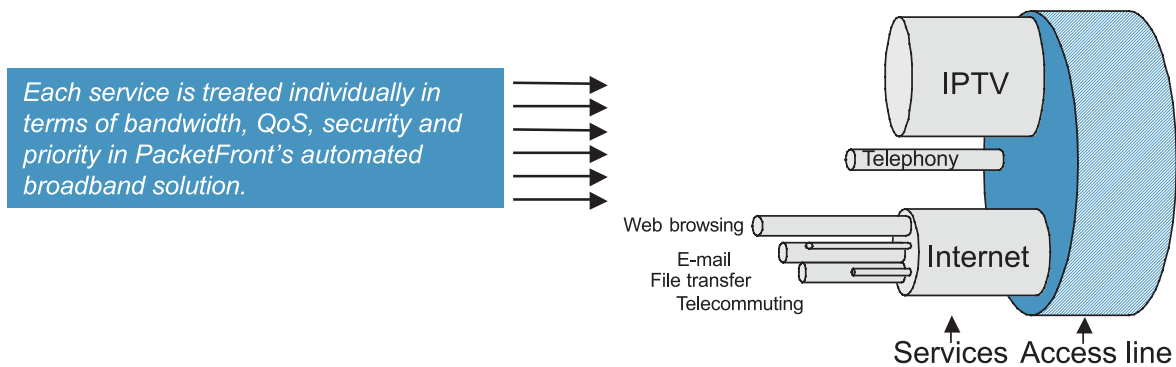 Each service is treated individually in
terms of bandwidth, QoS, security and
priority in PacketFront's automated
broadband solution.
IPTV
Telephony
Web browsing
E-mail
File transfer
Telecommuting
Internet
Services
Access line